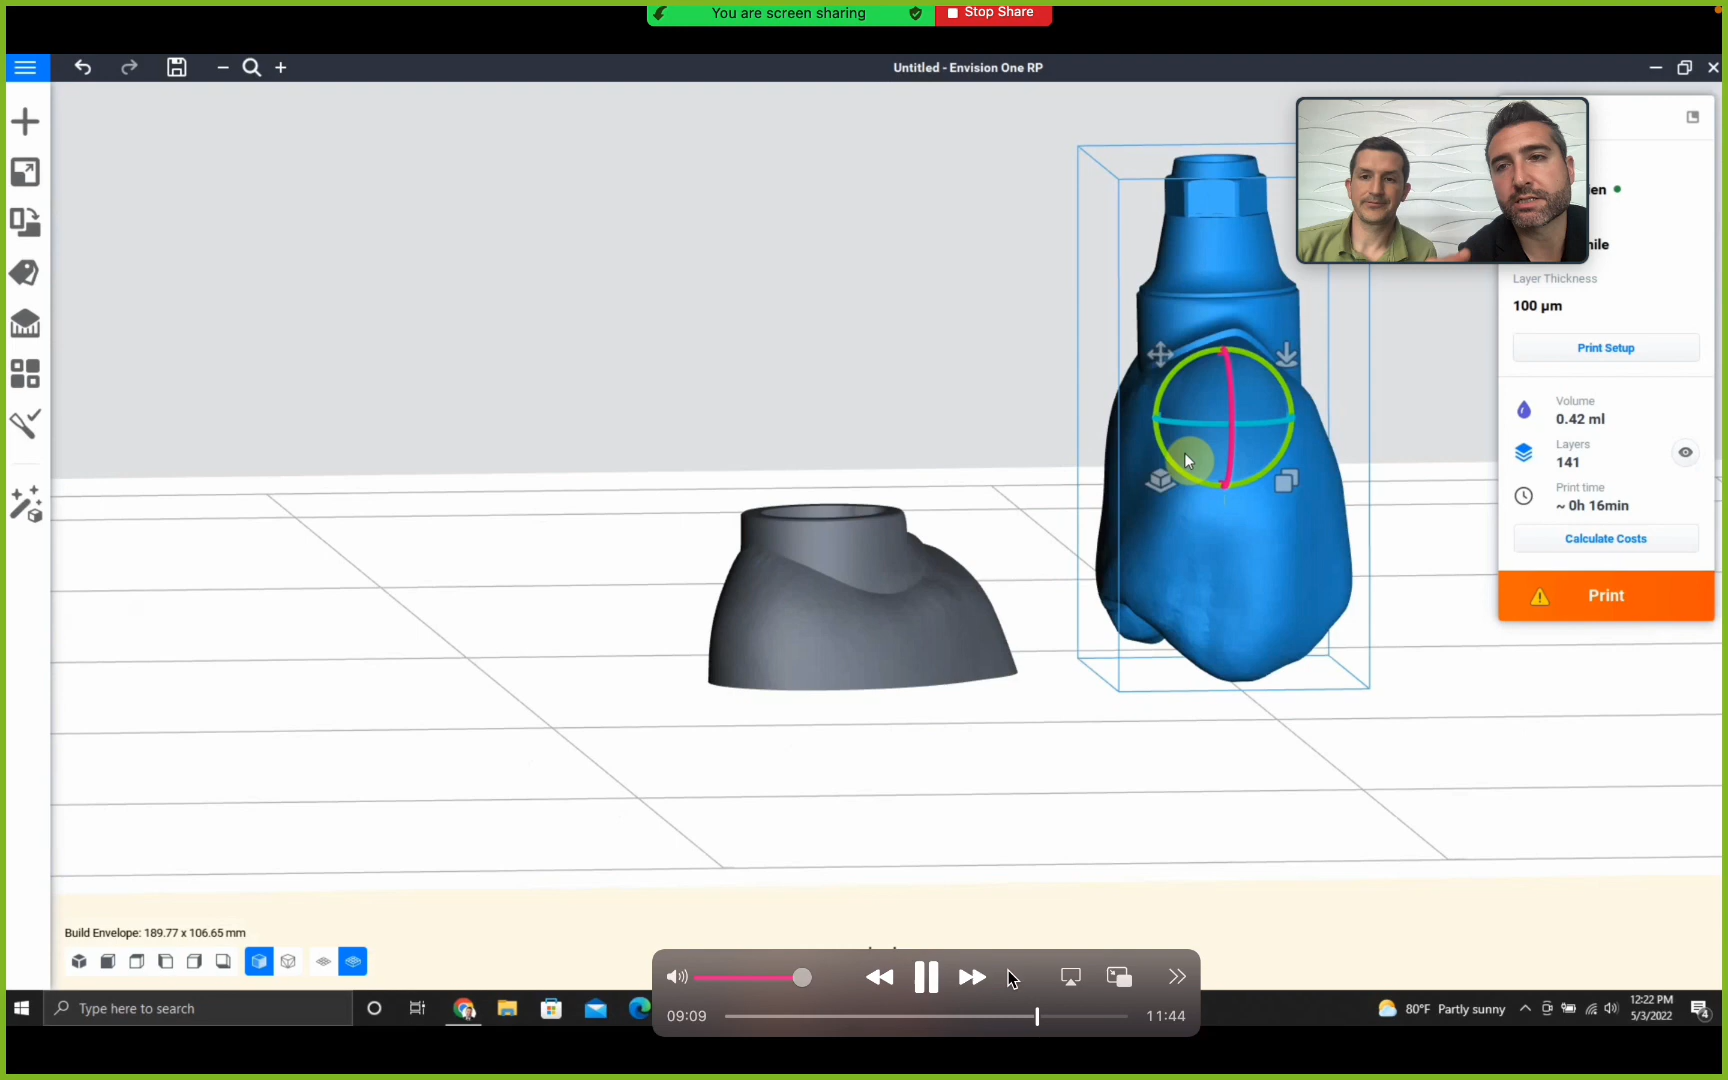 You are screen sharing
Stop Share
Untitled - Envision One RP
en
hile
Layer Thickness
100 µm
Print Setup
Volume
0.42 ml
Layers
141
Print time
~ 0h 16min
Calculate Costs
Print
Build Envelope: 189.77 x 106.65 mm
09:09
11:44
Type here to search
80°F Partly sunny
12:22 PM
5/3/2022
4